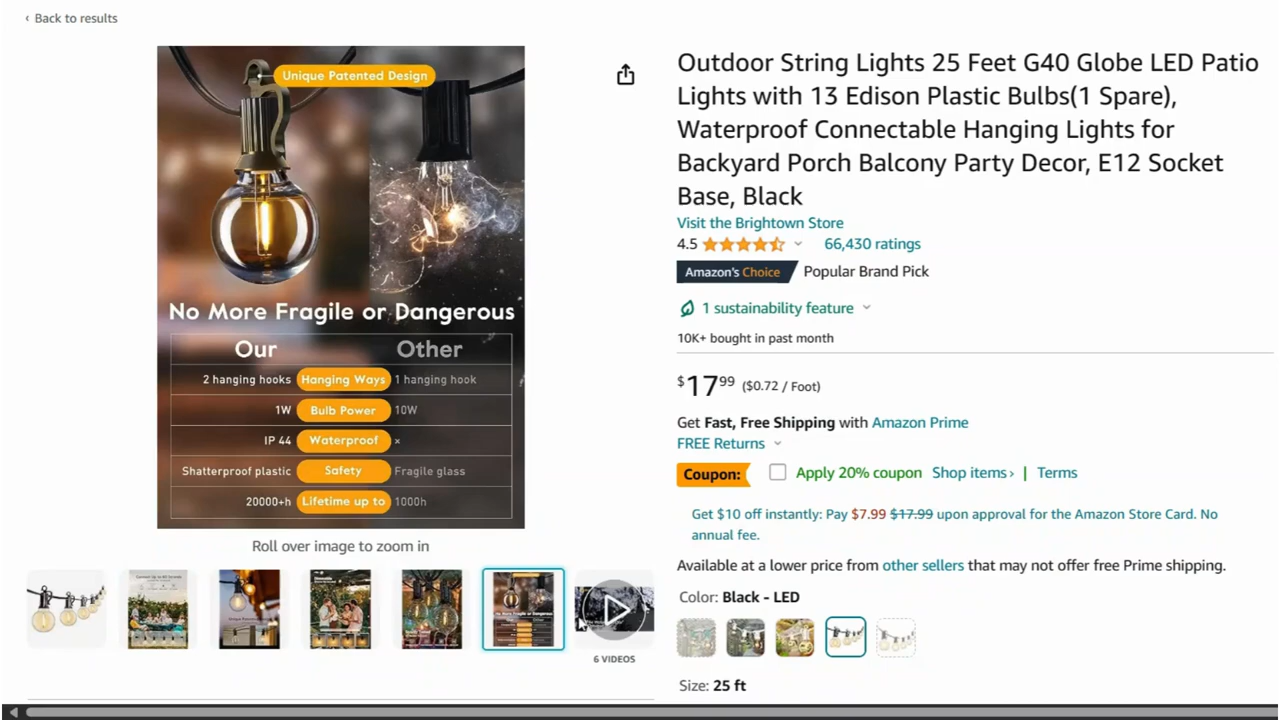 ‹ Back to results
Unique Patented Design
No More Fragile or Dangerous
Our Other
2 hanging hooks Hanging Ways 1 hanging hook
1W Bulb Power 10W
IP 44 Waterproof ×
Shatterproof plastic Safety Fragile glass
20000+h Lifetime up to 1000h
Roll over image to zoom in
6 VIDEOS
Outdoor String Lights 25 Feet G40 Globe LED Patio
Lights with 13 Edison Plastic Bulbs(1 Spare),
Waterproof Connectable Hanging Lights for
Backyard Porch Balcony Party Decor, E12 Socket
Base, Black
Visit the Brightown Store
4.5 66,430 ratings
Amazon's Choice Popular Brand Pick
1 sustainability feature
10K+ bought in past month
$17.99 ($0.72 / Foot)
Get Fast, Free Shipping with Amazon Prime
FREE Returns
Coupon: Apply 20% coupon Shop items› | Terms
Get $10 off instantly: Pay $7.99 $17.99 upon approval for the Amazon Store Card. No
annual fee.
Available at a lower price from other sellers that may not offer free Prime shipping.
Color: Black - LED
Size: 25 ft